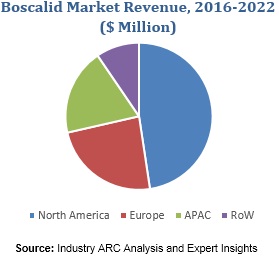 Boscalid Market Revenue, 2016-2022
($ Million)
North America Europe APAC RoW
Source: Industry ARC Analysis and Expert Insights